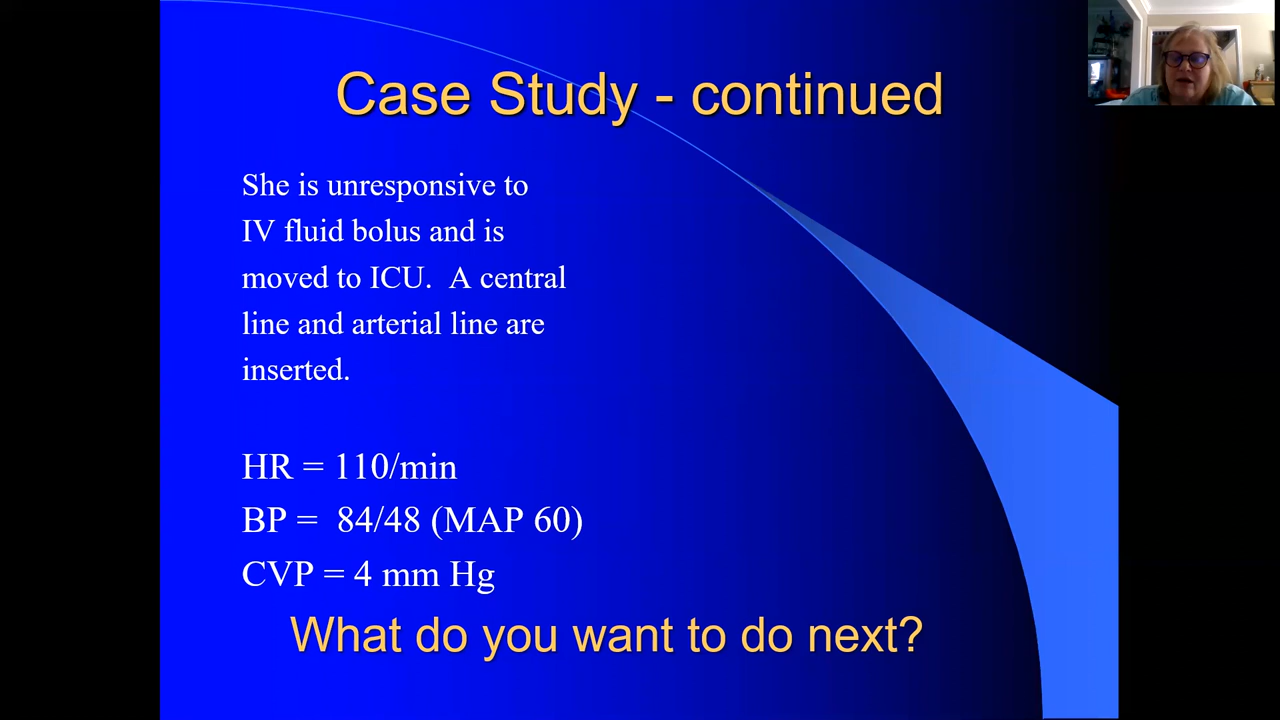 Case Study - continued
She is unresponsive to
IV fluid bolus and is
moved to ICU.  A central
line and arterial line are
inserted.
HR = 110/min
BP =  84/48 (MAP 60)
CVP = 4 mm Hg
What do you want to do next?